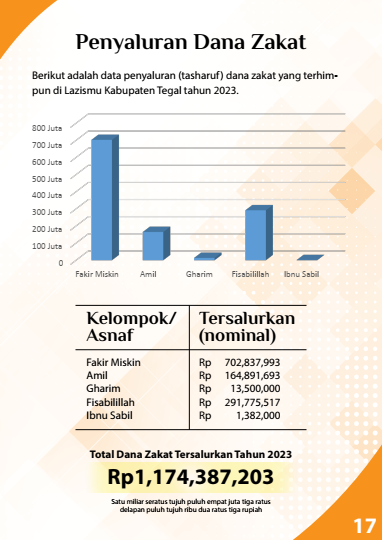 Penyaluran Dana Zakat
Berikut adalah data penyaluran (tasharuf) dana zakat yang terhim-
pun di Lazismu Kabupaten Tegal tahun 2023.
800 Juta
700 Juta
600 Juta
500 Juta
400 Juta
300 Juta
200 Juta
100 Juta
0
Fakir Miskin Amil Gharim Fisabilillah Ibnu Sabil
Kelompok/ Tersalurkan
Asnaf (nominal)
Fakir Miskin Rp 702,837,993
Amil Rp 164,891,693
Gharim Rp 13,500,000
Fisabilillah Rp 291,775,517
Ibnu Sabil Rp 1,382,000
Total Dana Zakat Tersalurkan Tahun 2023
Rp1,174,387,203
Satu miliar seratus tujuh puluh empat juta tiga ratus
delapan puluh tujuh ribu dua ratus tiga rupiah
17